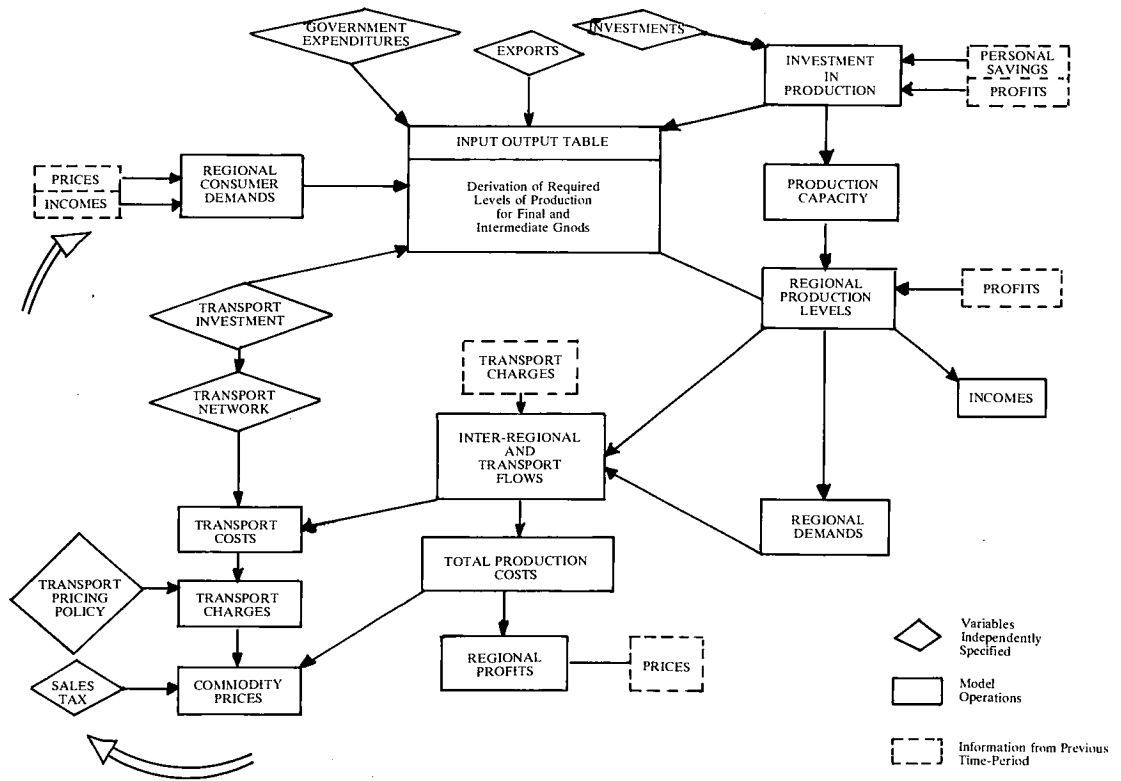 GOVERNMENT
EXPENDITURES
EXPORTS
INVESTMENTS
INVESTMENT
IN
PRODUCTION
PERSONAL
SAVINGS
PROFITS
INPUT OUTPUT TABLE
Derivation of Required
Levels of Production
for Final and
Intermediate Gnods
PRICES
INCOMES
REGIONAL
CONSUMER
DEMANDS
PRODUCTION
CAPACITY
REGIONAL
PRODUCTION
LEVELS
PROFITS
TRANSPORT
INVESTMENT
TRANSPORT
CHARGES
TRANSPORT
NETWORK
INCOMES
INTER-REGIONAL
AND
TRANSPORT
FLOWS
TRANSPORT
COSTS
REGIONAL
DEMANDS
TOTAL PRODUCTION
COSTS
TRANSPORT
PRICING
POLICY
TRANSPORT
CHARGES
REGIONAL
PROFITS
PRICES
SALES
TAX
COMMODITY
PRICES
Variables
Independently
Specified
Model
Operations
Information from Previous
Time-Period